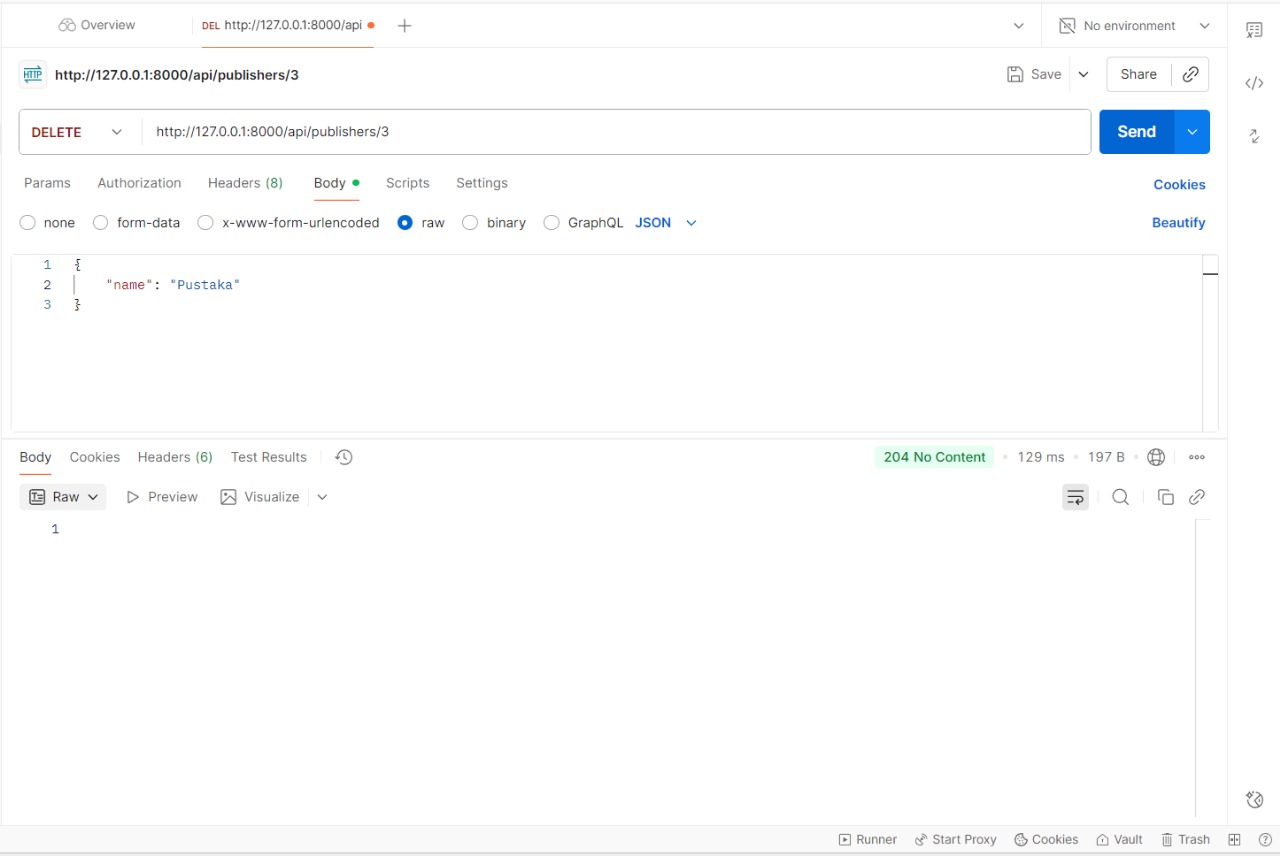 Overview DEL http://127.0.0.1:8000/api No environment
HTTP http://127.0.0.1:8000/api/publishers/3 Save Share
DELETE http://127.0.0.1:8000/api/publishers/3 Send
Params Authorization Headers (8) Body Scripts Settings Cookies
none form-data x-www-form-urlencoded raw binary GraphQL JSON Beautify
1 {
2 "name": "Pustaka"
3 }
Body Cookies Headers (6) Test Results 204 No Content 129 ms 197 B
Raw Preview Visualize
1
Runner Start Proxy Cookies Vault Trash